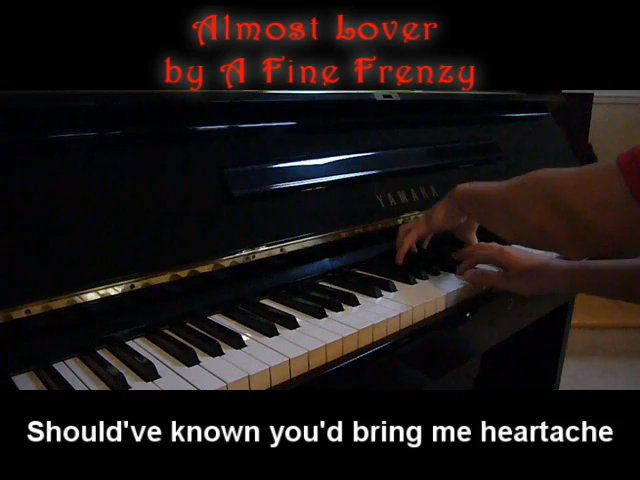 Almost Lover
by A Fine Frenzy
YAMAHA
Should've known you'd bring me heartache